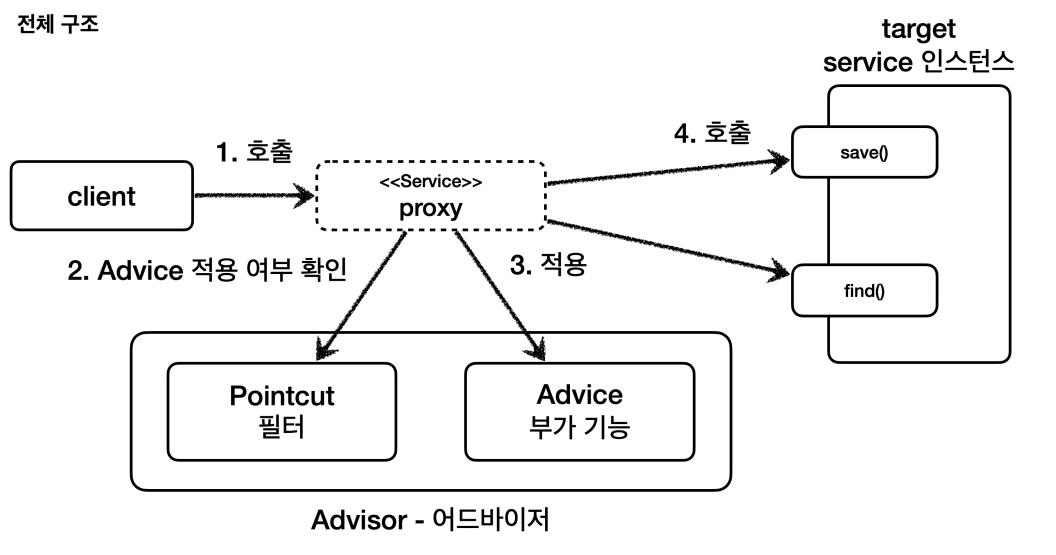 전체 구조
target
service 인스턴스
1. 호출
4. 호출
client
<<Service>>
proxy
save()
2. Advice 적용 여부 확인
3. 적용
find()
Pointcut
필터
Advice
부가 기능
Advisor - 어드바이저